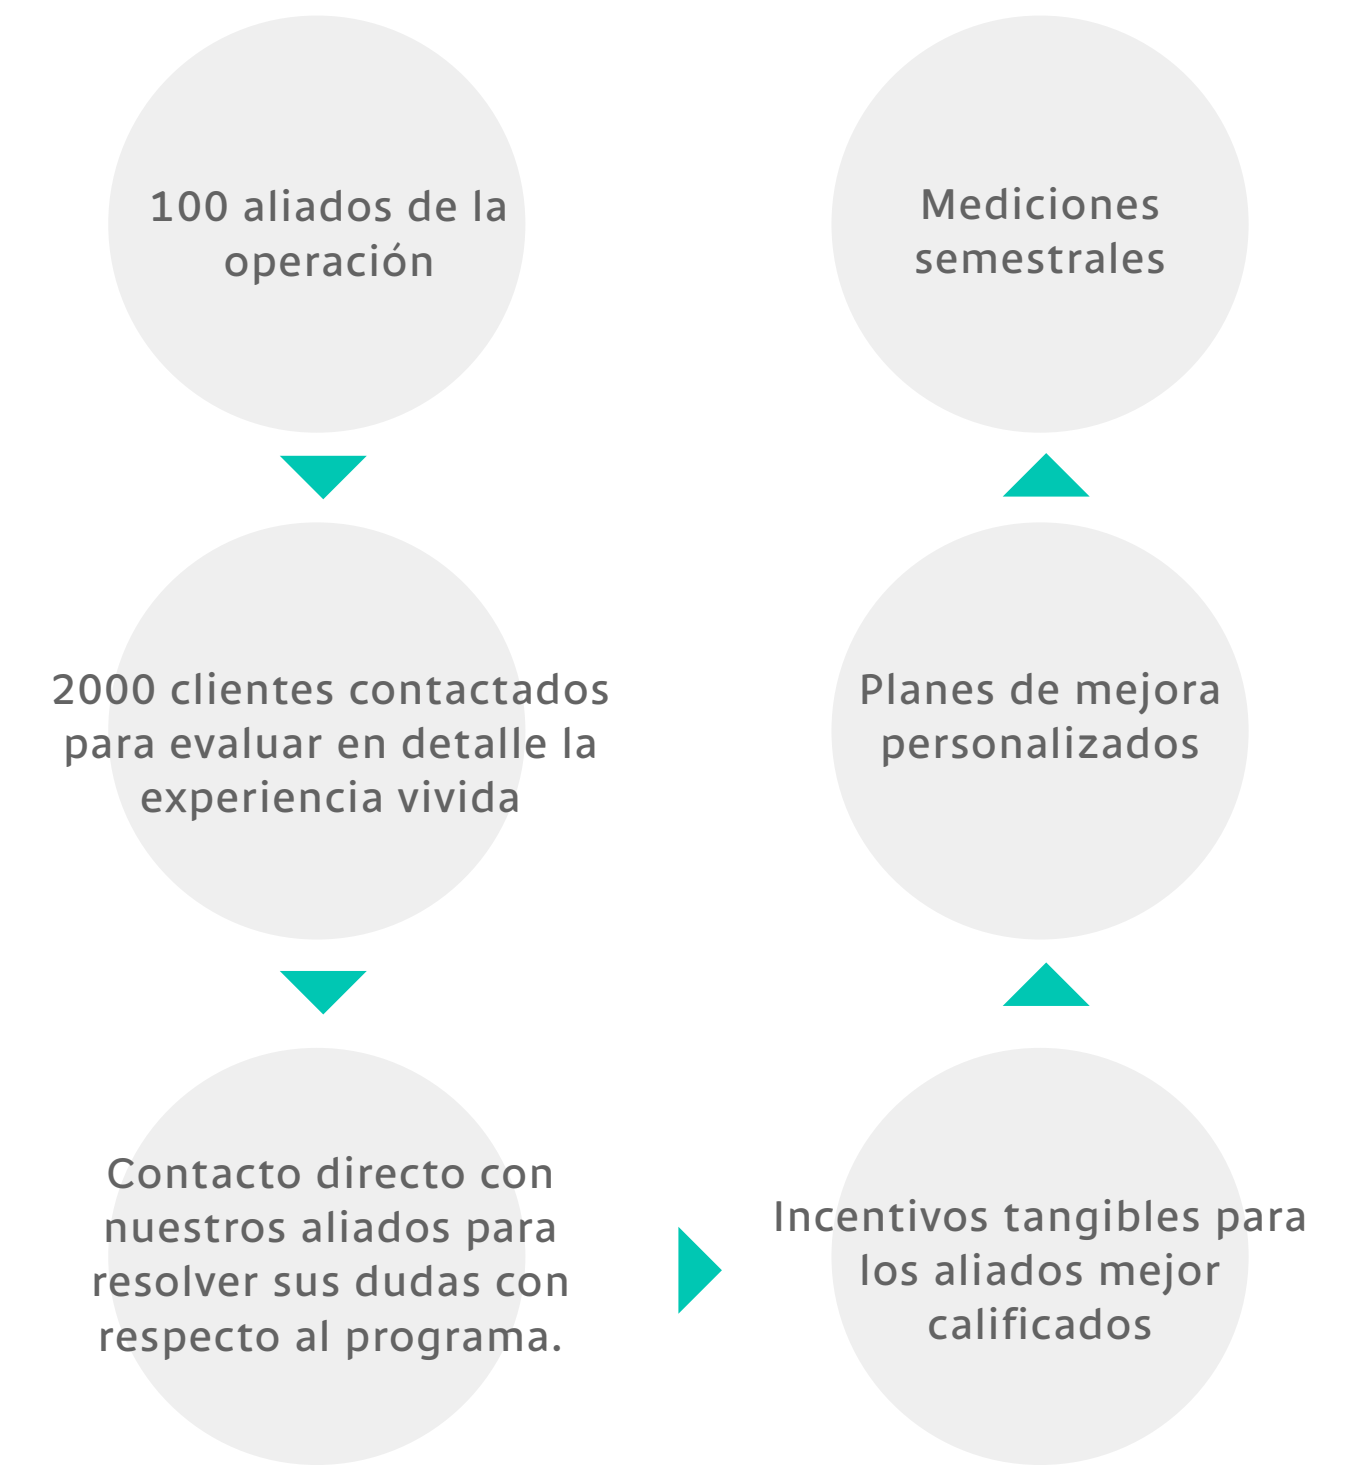 100 aliados de la
operación
2000 clientes contactados
para evaluar en detalle la
experiencia vivida
Contacto directo con
nuestros aliados para
resolver sus dudas con
respecto al programa.
Incentivos tangibles para
los aliados mejor
calificados
Planes de mejora
personalizados
Mediciones
semestrales